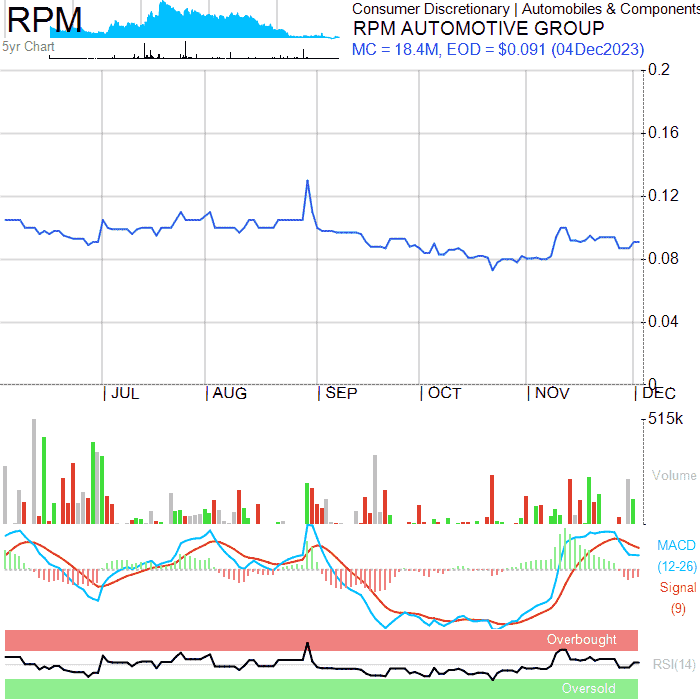 RPM
5yr Chart
Consumer Discretionary | Automobiles & Components
RPM AUTOMOTIVE GROUP
MC = 18.4M, EOD = $0.091 (04Dec2023)
0.2
0.16
0.12
0.08
0.04
0
JUL
AUG
SEP
OCT
NOV
DEC
515k
Volume
MACD
(12-26)
Signal
(9)
Overbought
RSI(14)
Oversold